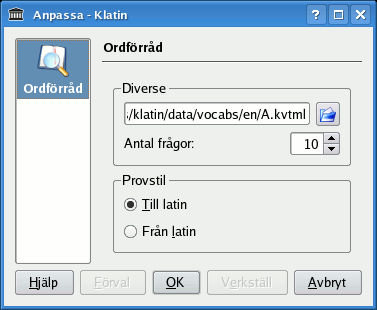 Anpassa - Klatin
Ordförråd
Ordförråd
Diverse
/klatin/data/vocabs/en/A.kvtml
Antal frågor: 10
Provstil
Till latin
Från latin
Hjälp Förval OK Verkställ Avbryt